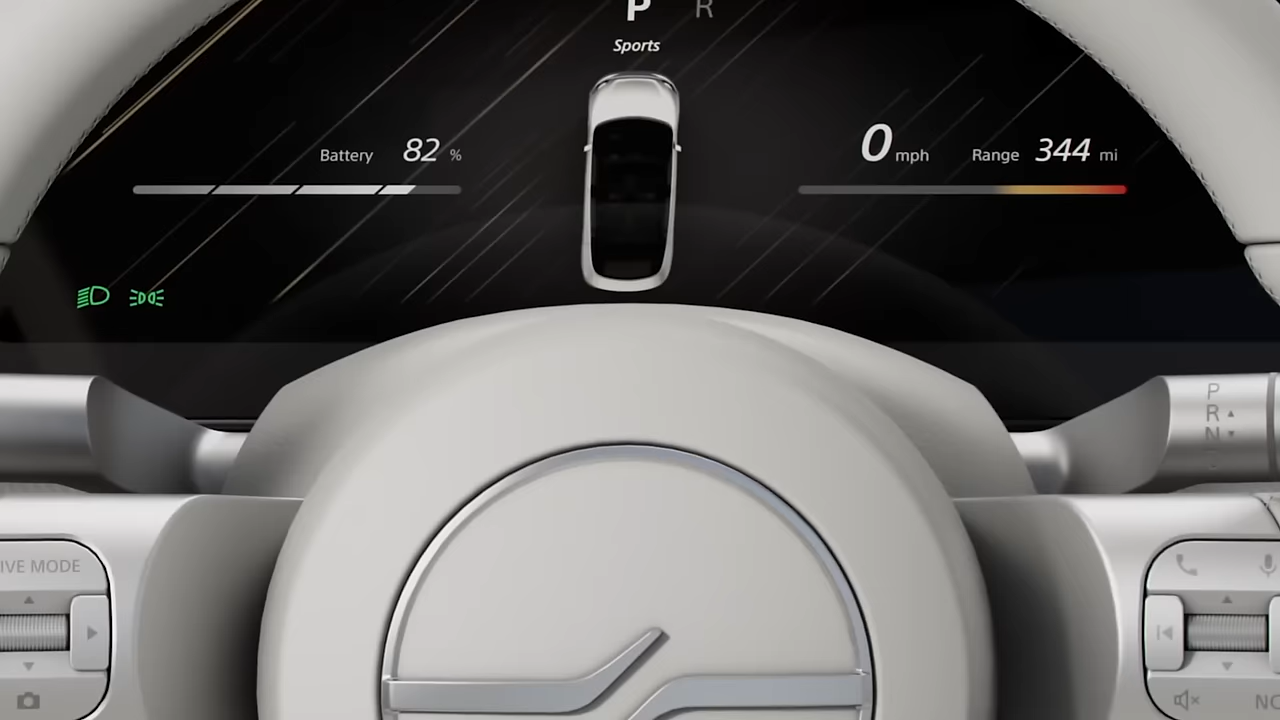 P R
Sports
Battery 82 %
0 mph Range 344 mi
P
R
N
IVE MODE
NO